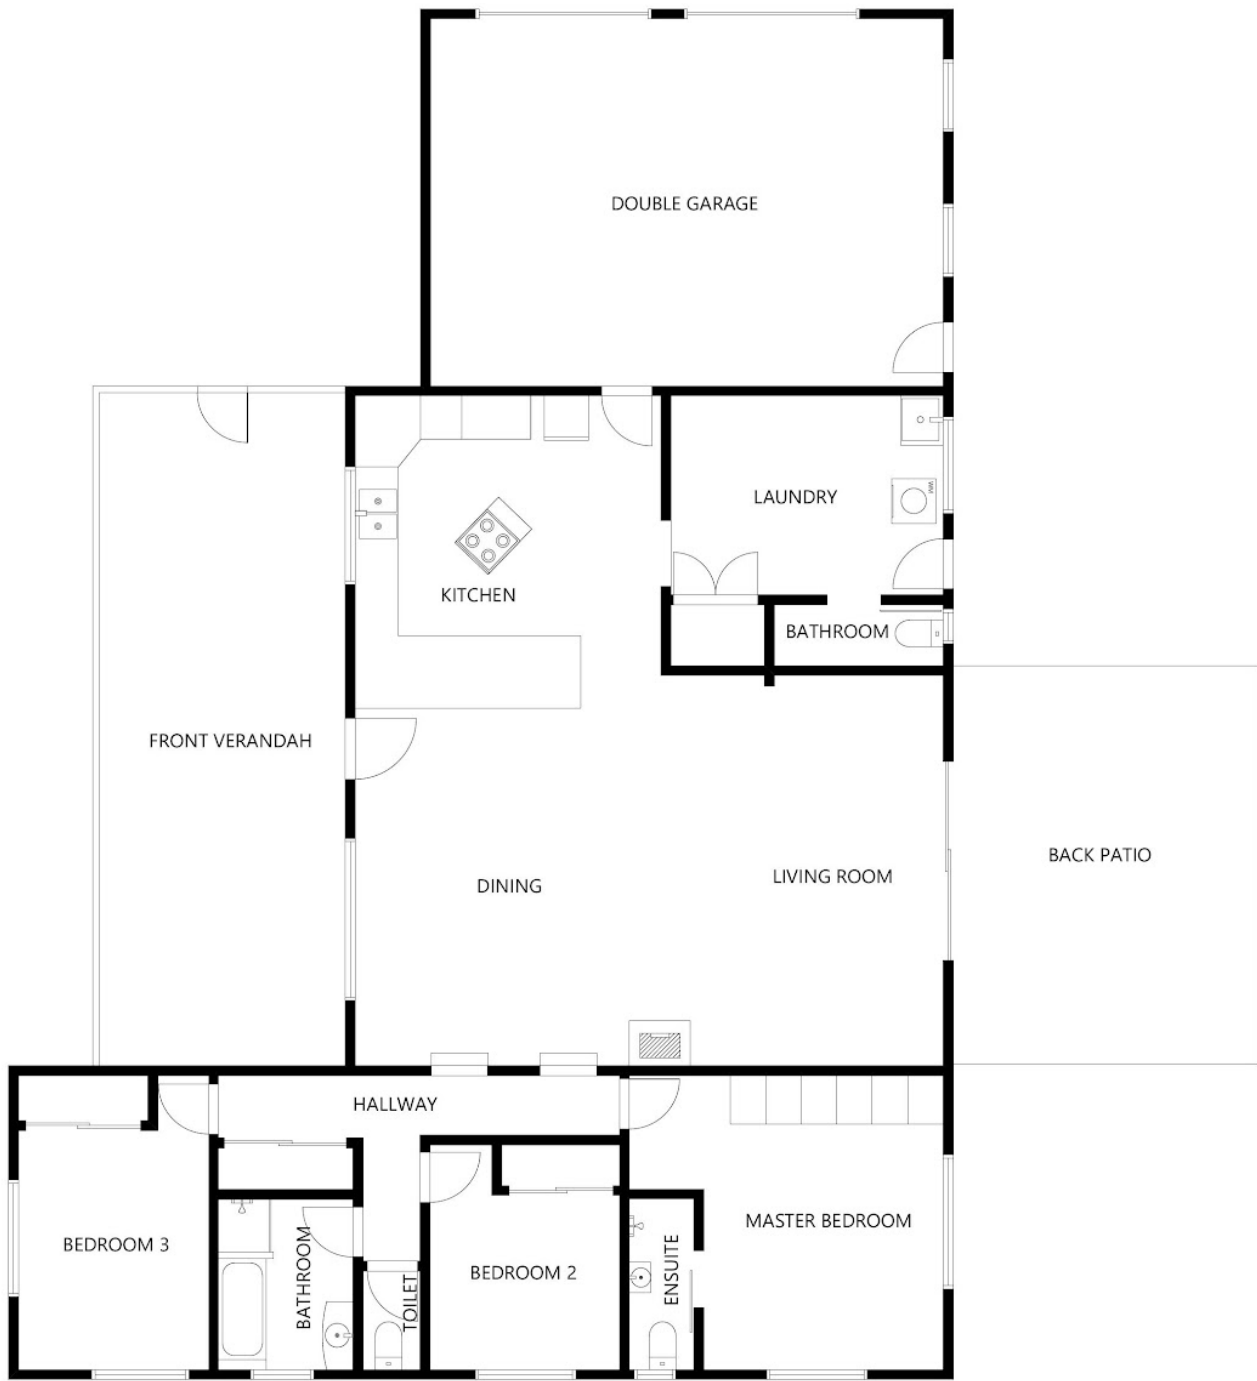 DOUBLE GARAGE
LAUNDRY
WM
KITCHEN
BATHROOM
FRONT VERANDAH
BACK PATIO
LIVING ROOM
DINING
HALLWAY
MASTER BEDROOM
BEDROOM 3
BATHROOM
TOILET
BEDROOM 2
ENSUITE